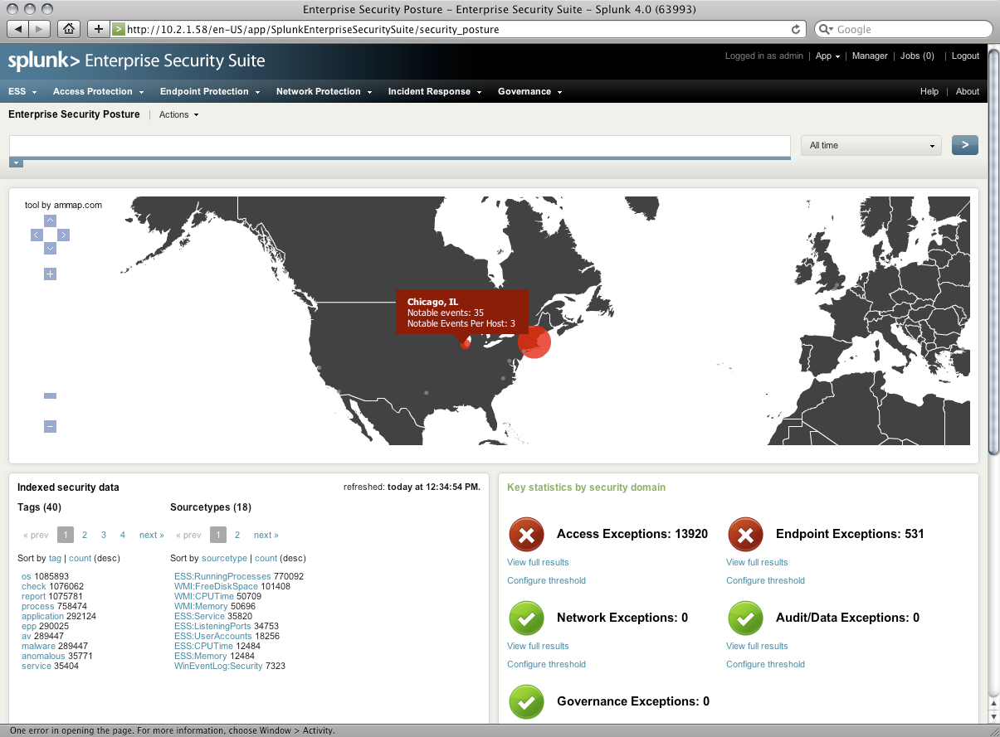 Enterprise Security Posture – Enterprise Security Suite – Splunk 4.0 (63993)
http://10.2.1.58/en-US/app/SplunkEnterpriseSecuritySuite/security_posture
Google
splunk> Enterprise Security Suite
Logged in as admin | App | Manager | Jobs (0) | Logout
ESS Access Protection Endpoint Protection Network Protection Incident Response Governance Help | About
Enterprise Security Posture | Actions
All time
>
tool by ammap.com
Chicago, IL
Notable events: 35
Notable Events Per Host: 3
Indexed security data
refreshed: today at 12:34:54 PM.
Tags (40)
« prev 1 2 3 4 next »
Sort by tag | count (desc)
os 1085893
check 1076062
report 1075781
process 758474
application 292124
epp 290025
av 289447
malware 289447
anomalous 35771
service 35404
Sourcetypes (18)
« prev 1 2 next »
Sort by sourcetype | count (desc)
ESS:RunningProcesses 770092
WMI:FreeDiskSpace 101408
WMI:CPUTime 50709
WMI:Memory 50696
ESS:Service 35820
ESS:ListeningPorts 34753
ESS:UserAccounts 18256
ESS:CPUTime 12484
ESS:Memory 12484
WinEventLog:Security 7323
Key statistics by security domain
Access Exceptions: 13920
View full results
Configure threshold
Endpoint Exceptions: 531
View full results
Configure threshold
Network Exceptions: 0
View full results
Configure threshold
Audit/Data Exceptions: 0
View full results
Configure threshold
Governance Exceptions: 0
One error in opening the page. For more information, choose Window > Activity.